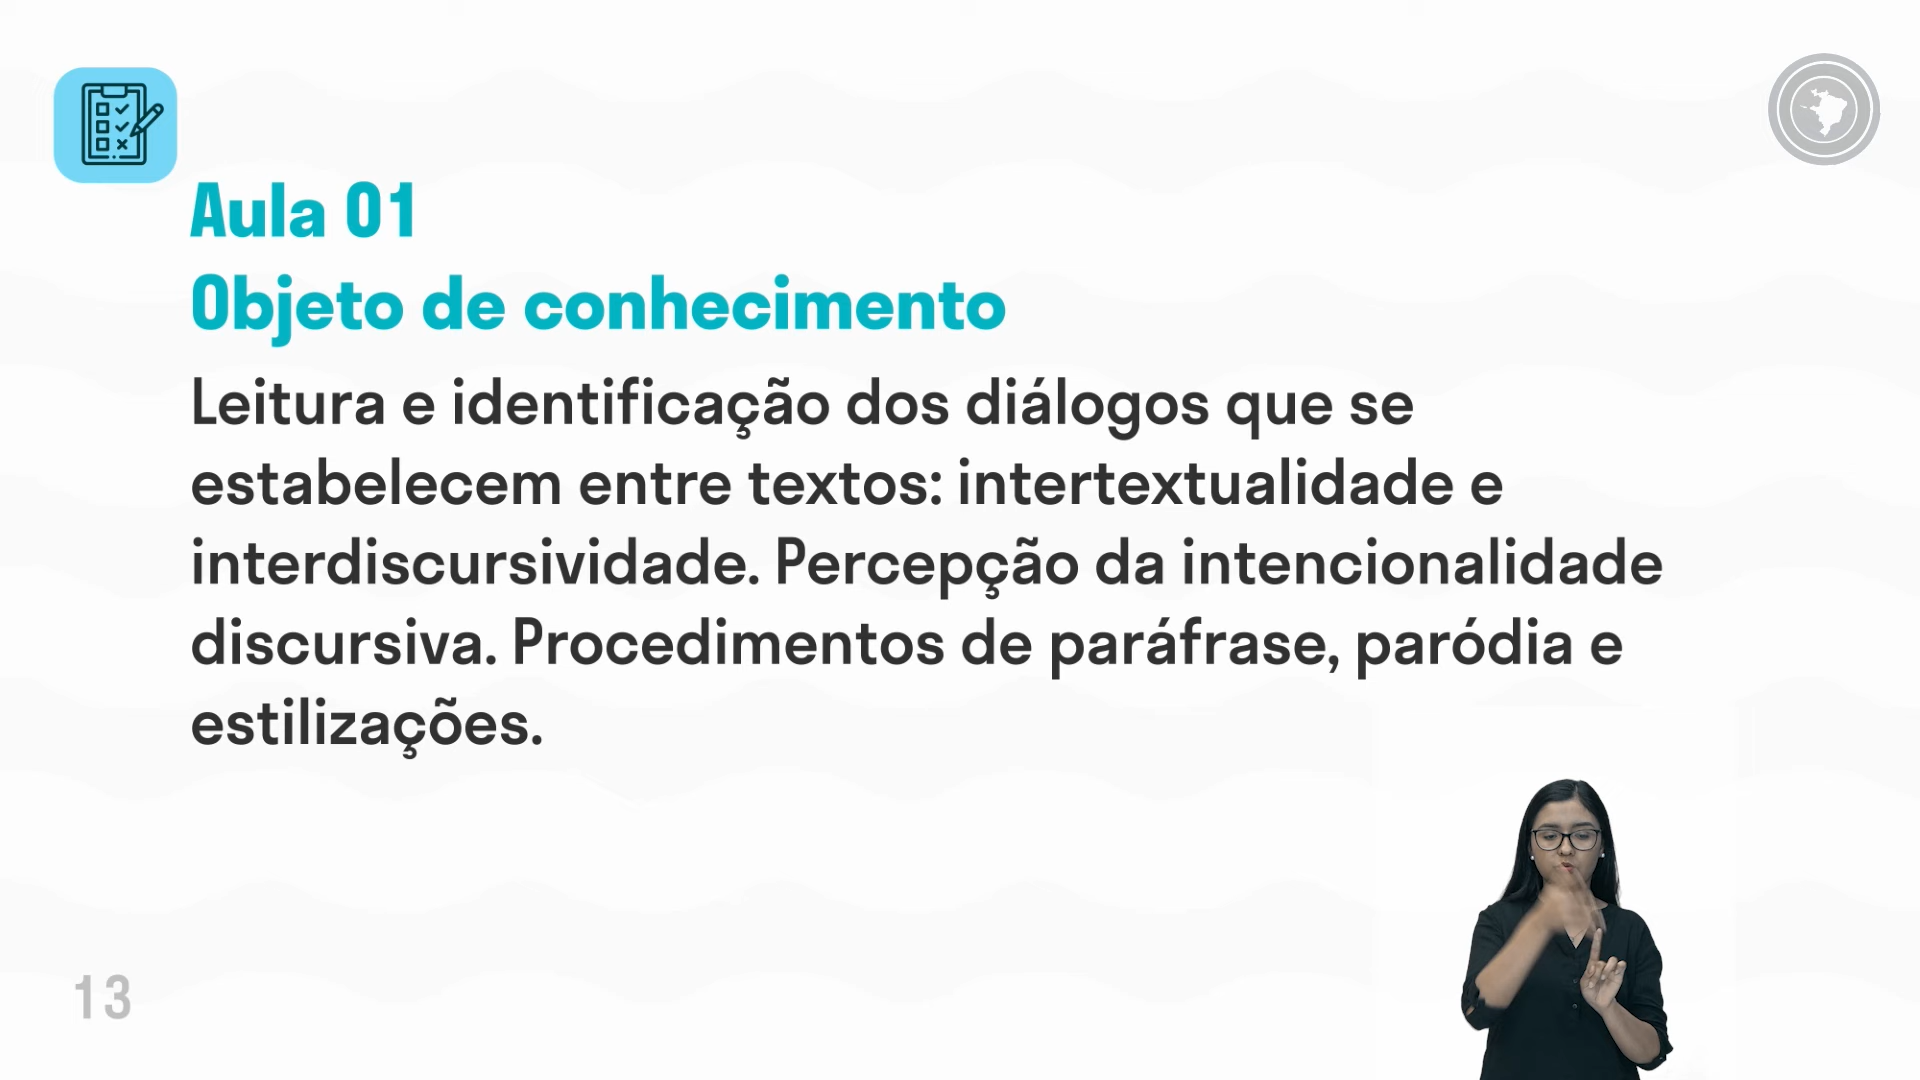 Aula 01
Objeto de conhecimento
Leitura e identificação dos diálogos que se
estabelecem entre textos: intertextualidade e
interdiscursividade. Percepção da intencionalidade
discursiva. Procedimentos de paráfrase, paródia e
estilizações.
13